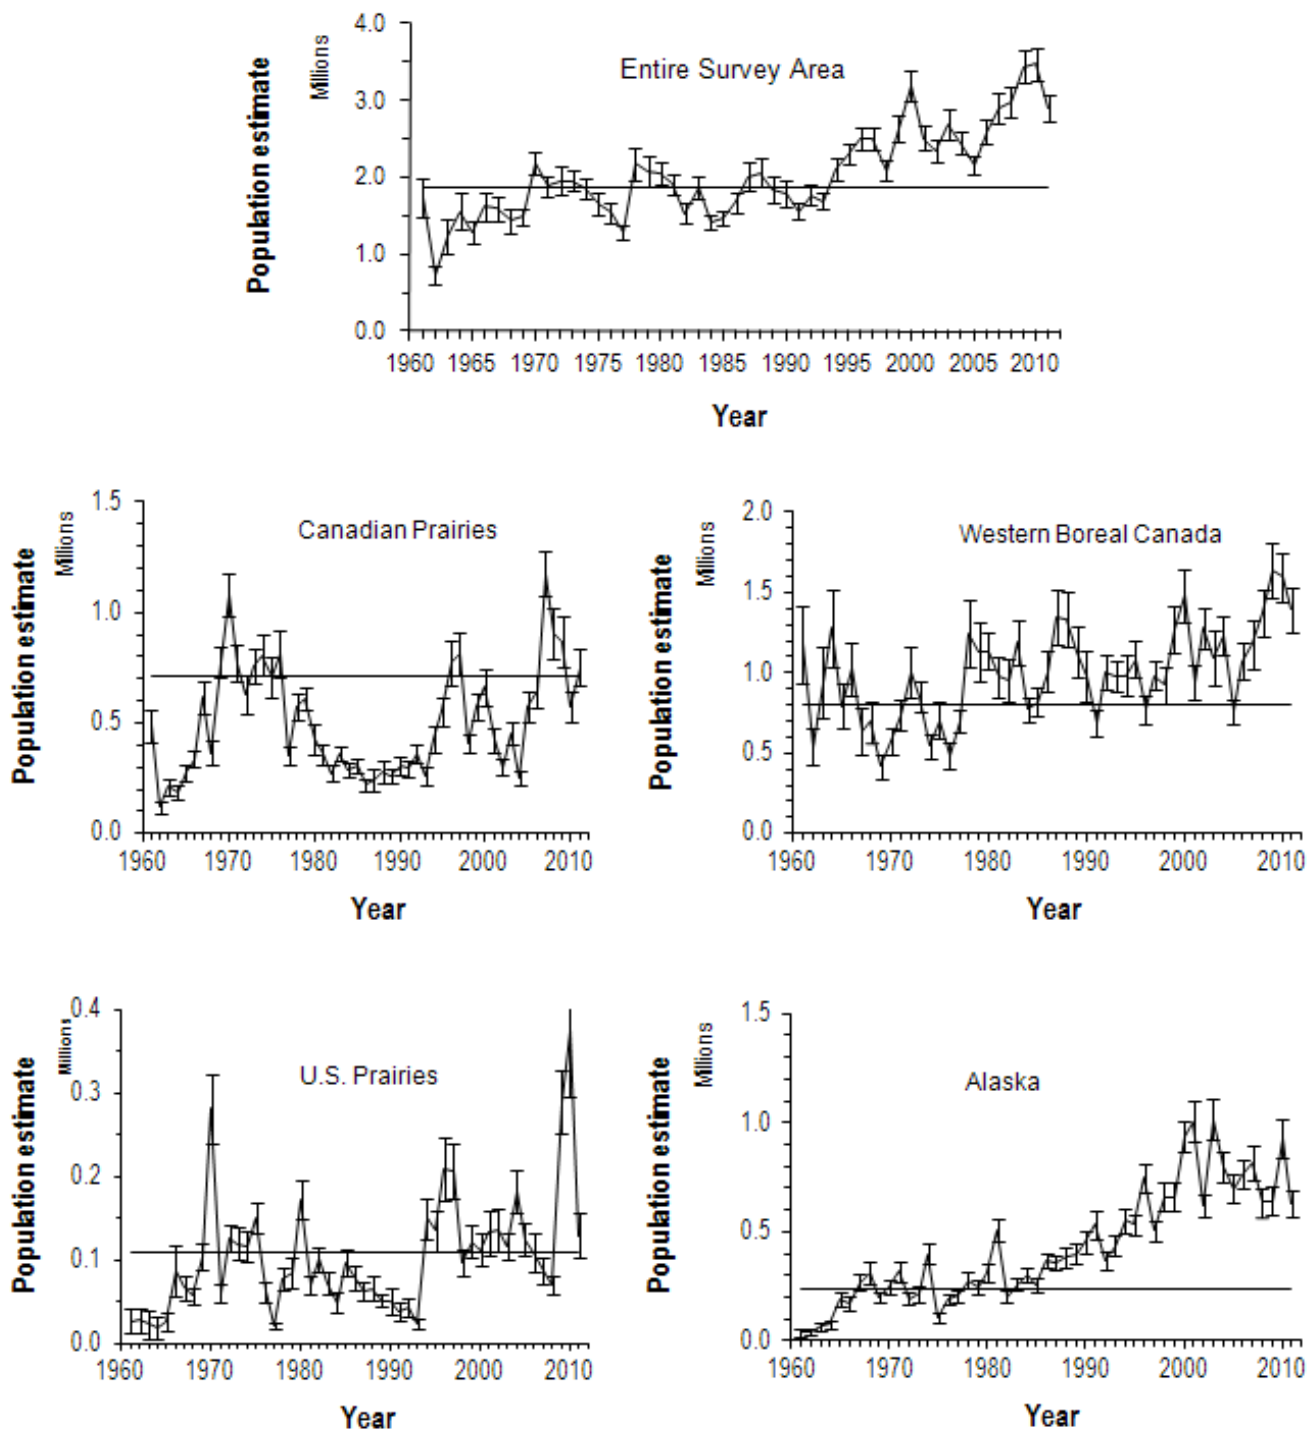 Entire Survey Area
Population estimate
Millions
4.0
3.0
2.0
1.0
0.0
1960 1965 1970 1975 1980 1985 1990 1995 2000 2005 2010
Year
Canadian Prairies
Population estimate
Millions
1.5
1.0
0.5
0.0
1960 1970 1980 1990 2000 2010
Year
Western Boreal Canada
Population estimate
Millions
2.0
1.5
1.0
0.5
0.0
1960 1970 1980 1990 2000 2010
Year
U.S. Prairies
Population estimate
Millions
0.4
0.3
0.2
0.1
0.0
1960 1970 1980 1990 2000 2010
Year
Alaska
Population estimate
Millions
1.5
1.0
0.5
0.0
1960 1970 1980 1990 2000 2010
Year